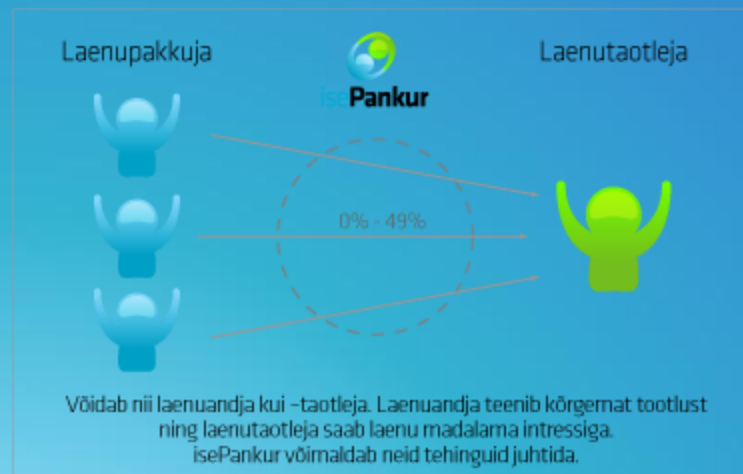 Laenupakkuja
isePankur
Laenutaotleja
0% - 49%
Võidab nii laenuandja kui –taotleja. Laenuandja teenib kõrgemat tootlust
ning laenutaotleja saab laenu madalama intressiga.
isePankur võimaldab neid tehinguid juhtida.